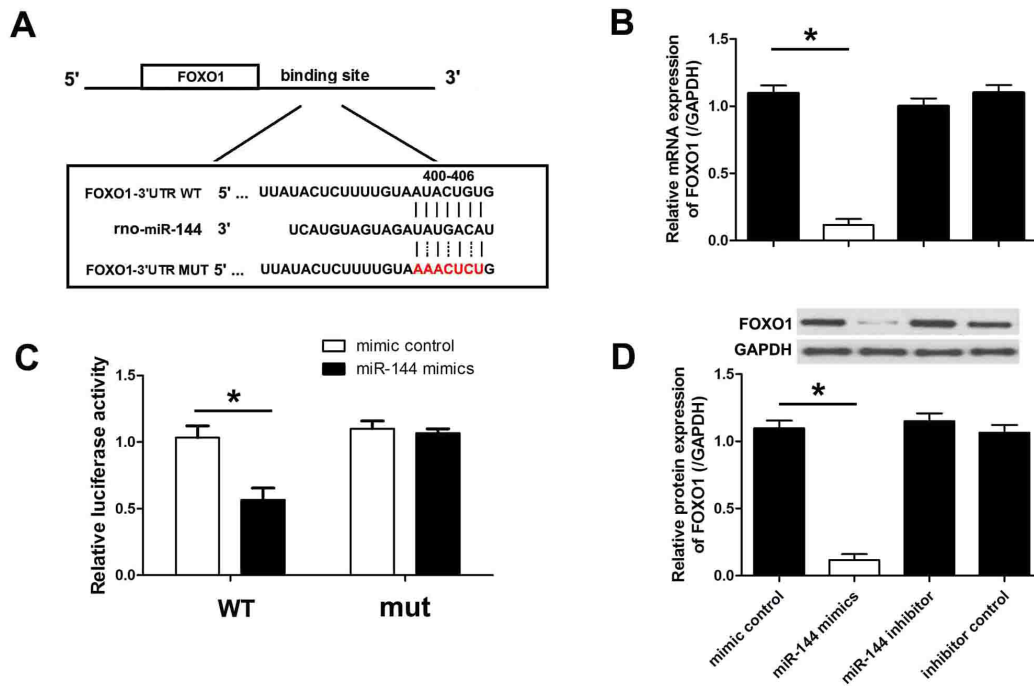 A
5' FOXO1 binding site 3'
400-406
FOXO1-3'UTR WT 5' ... UUAUACUCUUUUGUAAUACUGUG
rno-miR-144 3' UCAUGUAGUAGAUAUGACAU
FOXO1-3'UTR MUT 5' ... UUAUACUCUUUUGUAAAACUCUG
B
Relative mRNA expression
of FOXO1 (/GAPDH)
1.5
1.0
0.5
0.0
*
C
mimic control
miR-144 mimics
Relative luciferase activity
1.5
1.0
0.5
0.0
*
WT mut
D
FOXO1
GAPDH
Relative protein expression
of FOXO1 (/GAPDH)
1.5
1.0
0.5
0.0
*
mimic control
miR-144 mimics
miR-144 inhibitor
inhibitor control